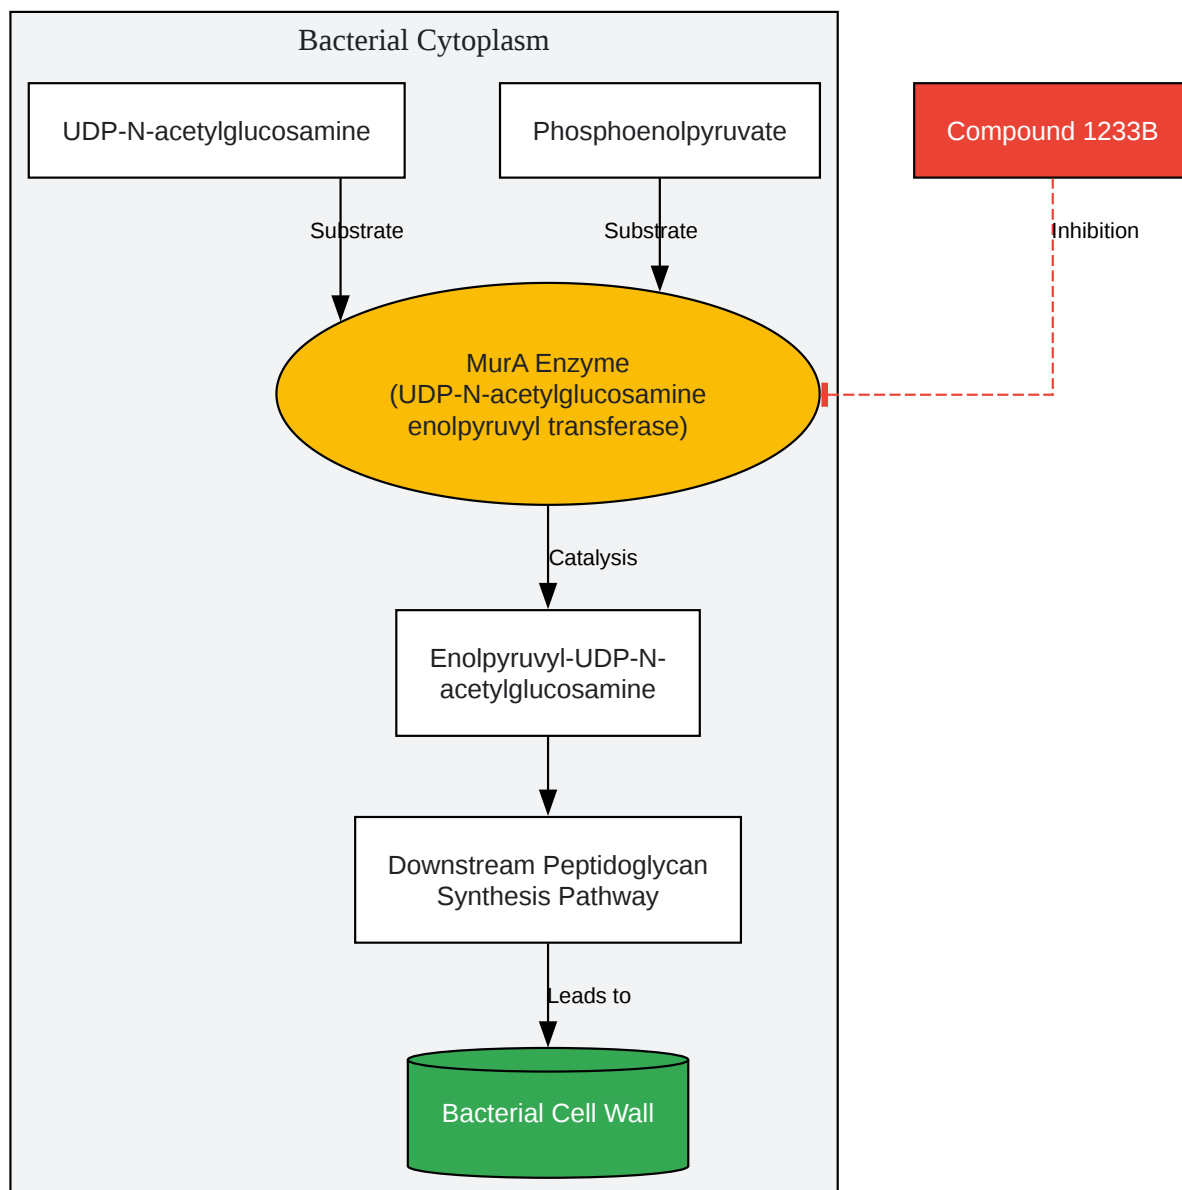 Bacterial Cytoplasm
UDP-N-acetylglucosamine
Phosphoenolpyruvate
Compound 1233B
Substrate
Substrate
Inhibition
MurA Enzyme
(UDP-N-acetylglucosamine
enolpyruvyl transferase)
Catalysis
Enolpyruvyl-UDP-N-
acetylglucosamine
Downstream Peptidoglycan
Synthesis Pathway
Leads to
Bacterial Cell Wall